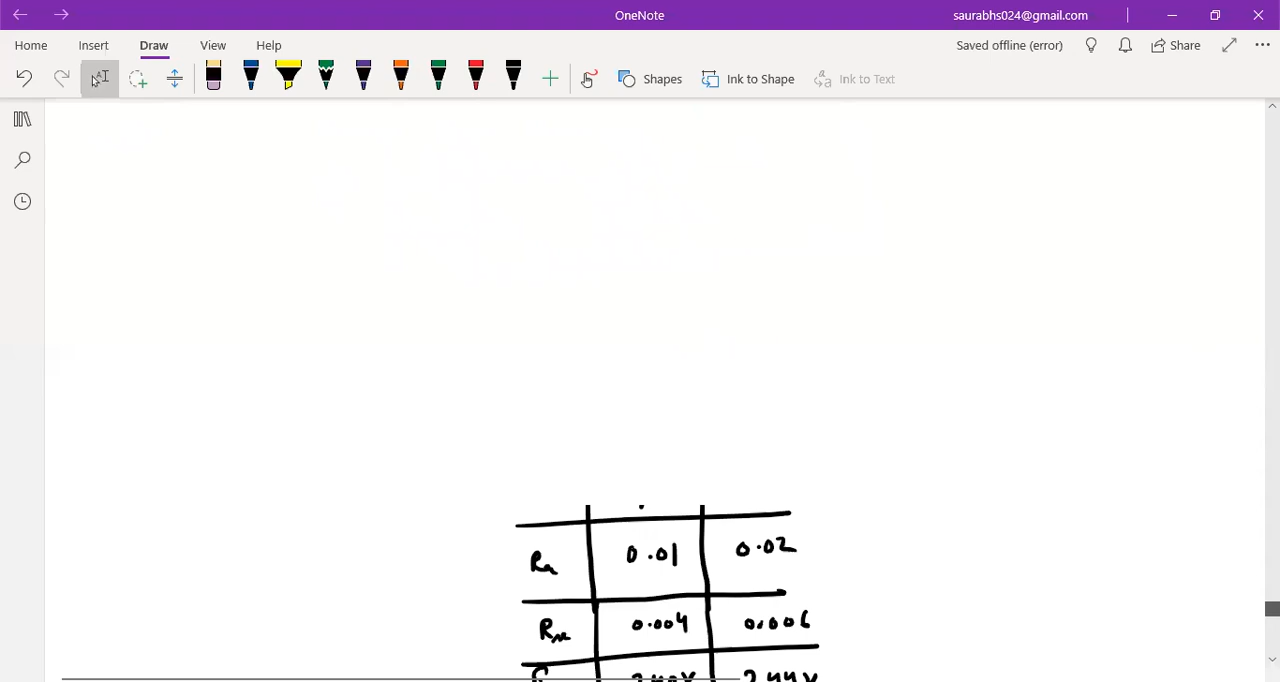 OneNote
saurabhs024@gmail.com
Home Insert Draw View Help
Saved offline (error) Share
Shapes Ink to Shape Ink to Text
Ra 0.01 0.02
Rse 0.004 0.006